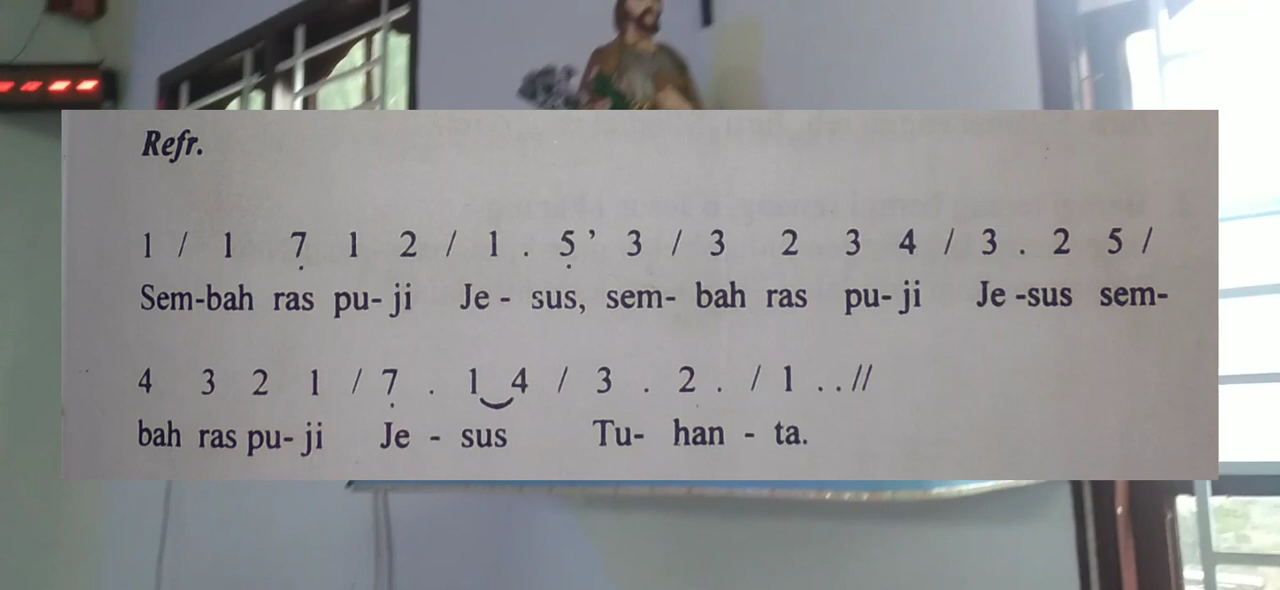 Refr.
1 / 1 7̣ 1 2 / 1 . 5̣ ’ 3 / 3 2 3 4 / 3 . 2 5 /
Sem-bah ras pu- ji Je - sus, sem- bah ras pu- ji Je -sus sem-
4 3 2 1 / 7̣ . 1‿4 / 3 . 2 . / 1 . . //
bah ras pu- ji Je - sus Tu- han - ta.